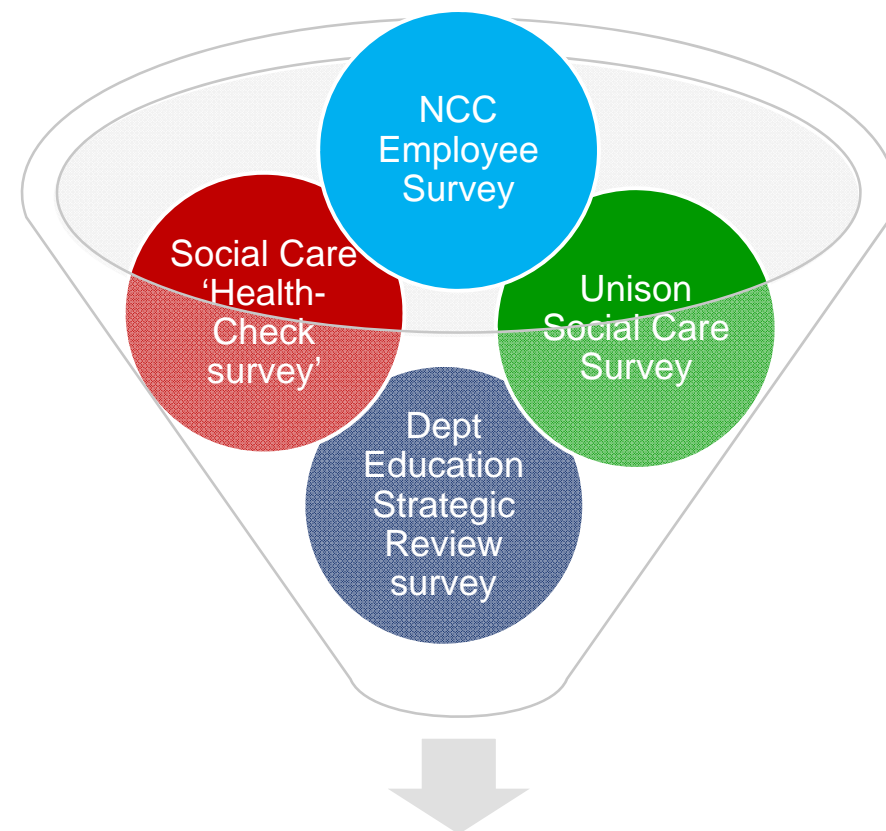 NCC
Employee
Survey
Social Care
‘Health-
Check
survey’
Unison
Social Care
Survey
Dept
Education
Strategic
Review
survey